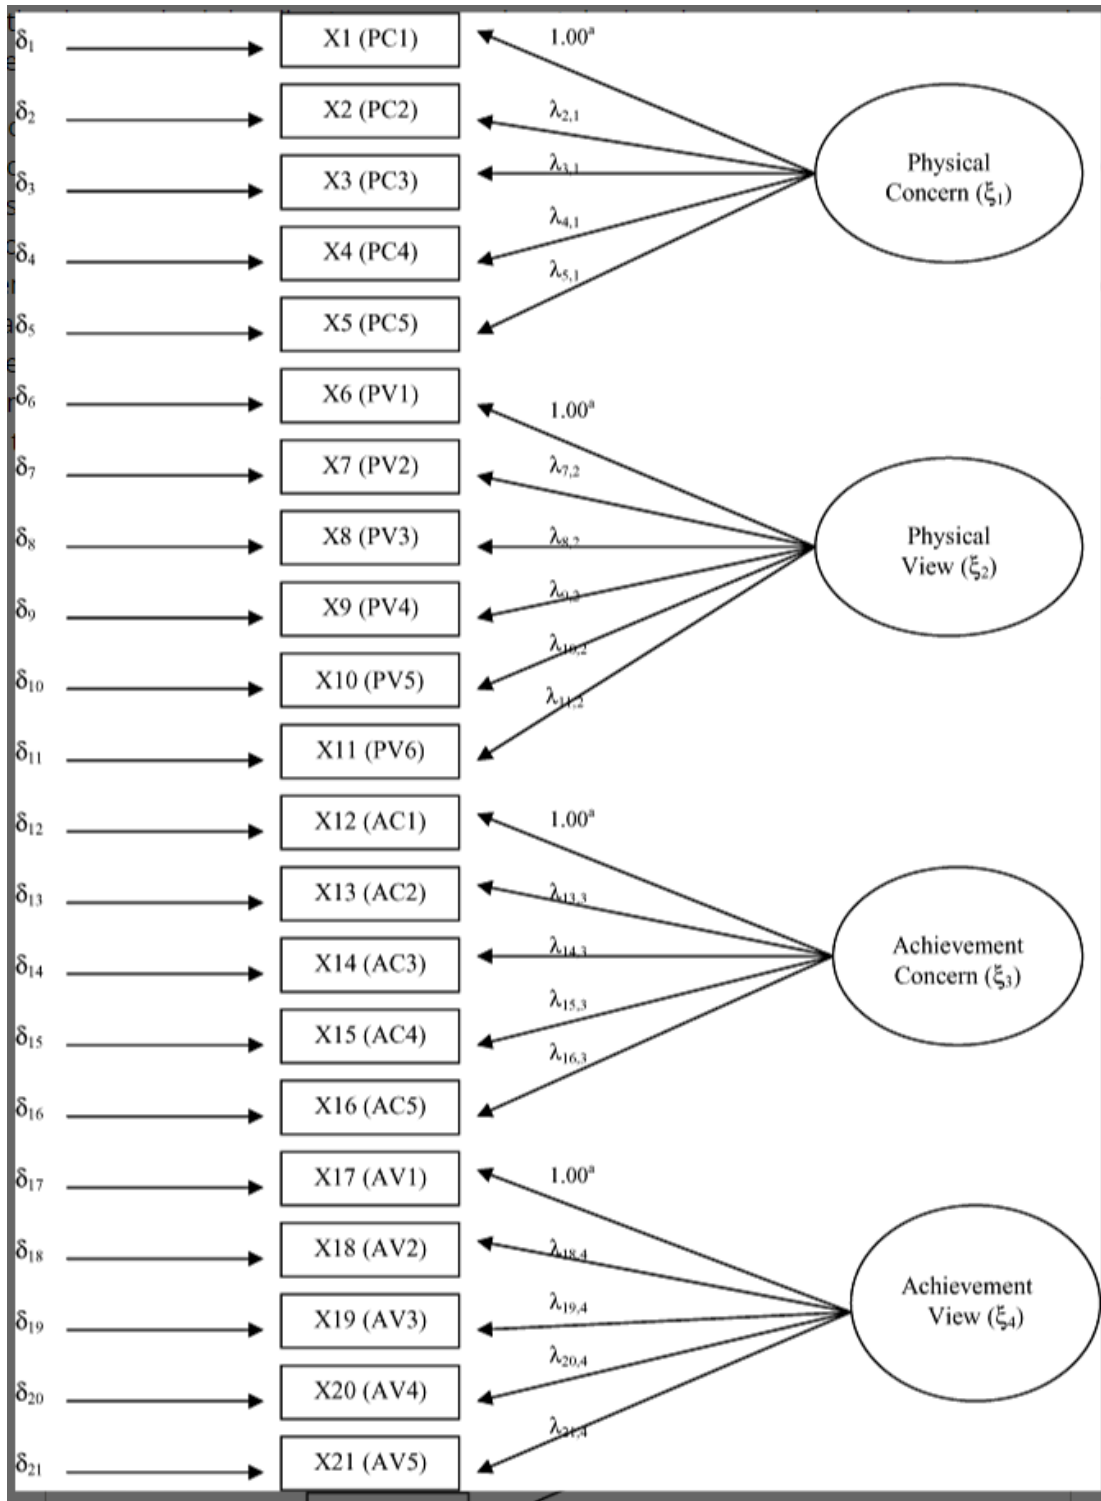 δ₁ X1 (PC1) 1.00ᵃ
δ₂ X2 (PC2) λ₂,₁
δ₃ X3 (PC3) λ₃,₁
Physical
Concern (ξ₁)
δ₄ X4 (PC4) λ₄,₁
δ₅ X5 (PC5) λ₅,₁
δ₆ X6 (PV1) 1.00ᵃ
δ₇ X7 (PV2) λ₇,₂
δ₈ X8 (PV3) λ₈,₂
Physical
View (ξ₂)
δ₉ X9 (PV4) λ₉,₂
δ₁₀ X10 (PV5) λ₁₀,₂
δ₁₁ X11 (PV6) λ₁₁,₂
δ₁₂ X12 (AC1) 1.00ᵃ
δ₁₃ X13 (AC2) λ₁₃,₃
δ₁₄ X14 (AC3) λ₁₄,₃
Achievement
Concern (ξ₃)
δ₁₅ X15 (AC4) λ₁₅,₃
δ₁₆ X16 (AC5) λ₁₆,₃
δ₁₇ X17 (AV1) 1.00ᵃ
δ₁₈ X18 (AV2) λ₁₈,₄
δ₁₉ X19 (AV3) λ₁₉,₄
Achievement
View (ξ₄)
δ₂₀ X20 (AV4) λ₂₀,₄
δ₂₁ X21 (AV5) λ₂₁,₄